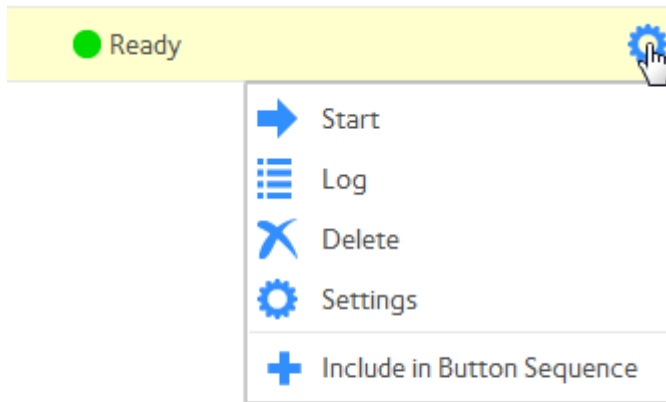 Ready
Start
Log
Delete
Settings
Include in Button Sequence